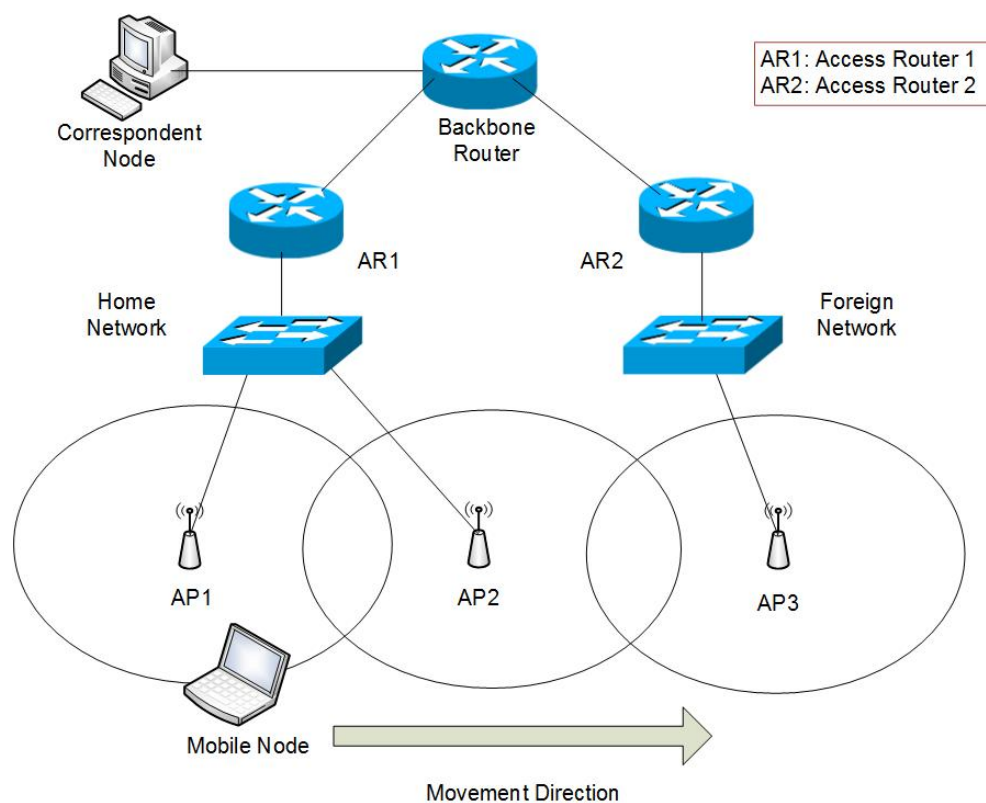 AR1: Access Router 1
AR2: Access Router 2
Correspondent
Node
Backbone
Router
AR1
AR2
Home
Network
Foreign
Network
AP1
AP2
AP3
Mobile Node
Movement Direction